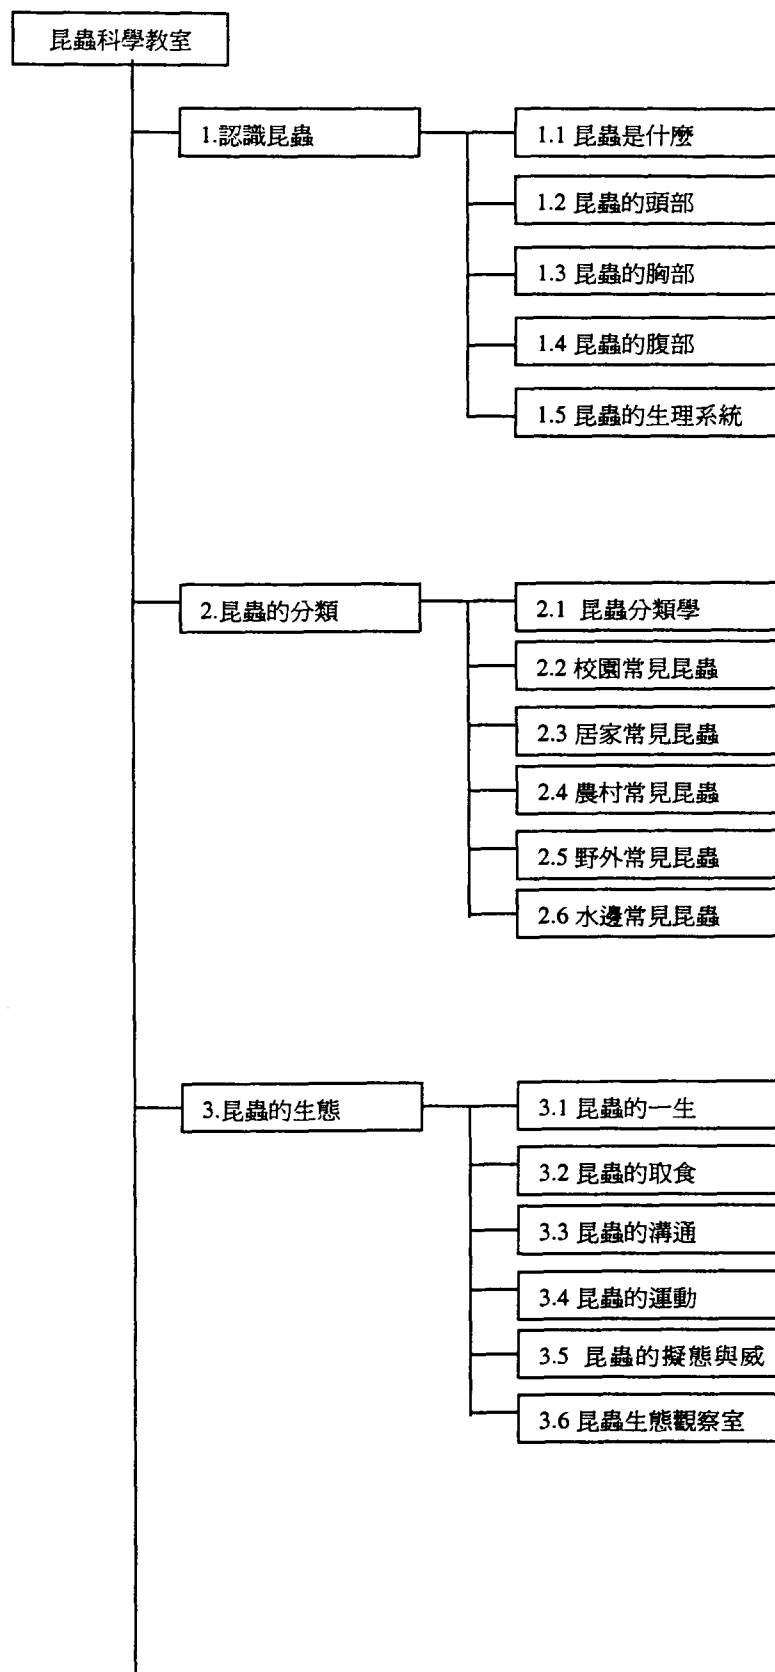 昆蟲科學教室
1.認識昆蟲
1.1 昆蟲是什麼
1.2 昆蟲的頭部
1.3 昆蟲的胸部
1.4 昆蟲的腹部
1.5 昆蟲的生理系統
2.昆蟲的分類
2.1 昆蟲分類學
2.2 校園常見昆蟲
2.3 居家常見昆蟲
2.4 農村常見昆蟲
2.5 野外常見昆蟲
2.6 水邊常見昆蟲
3.昆蟲的生態
3.1 昆蟲的一生
3.2 昆蟲的取食
3.3 昆蟲的溝通
3.4 昆蟲的運動
3.5 昆蟲的擬態與威
3.6 昆蟲生態觀察室